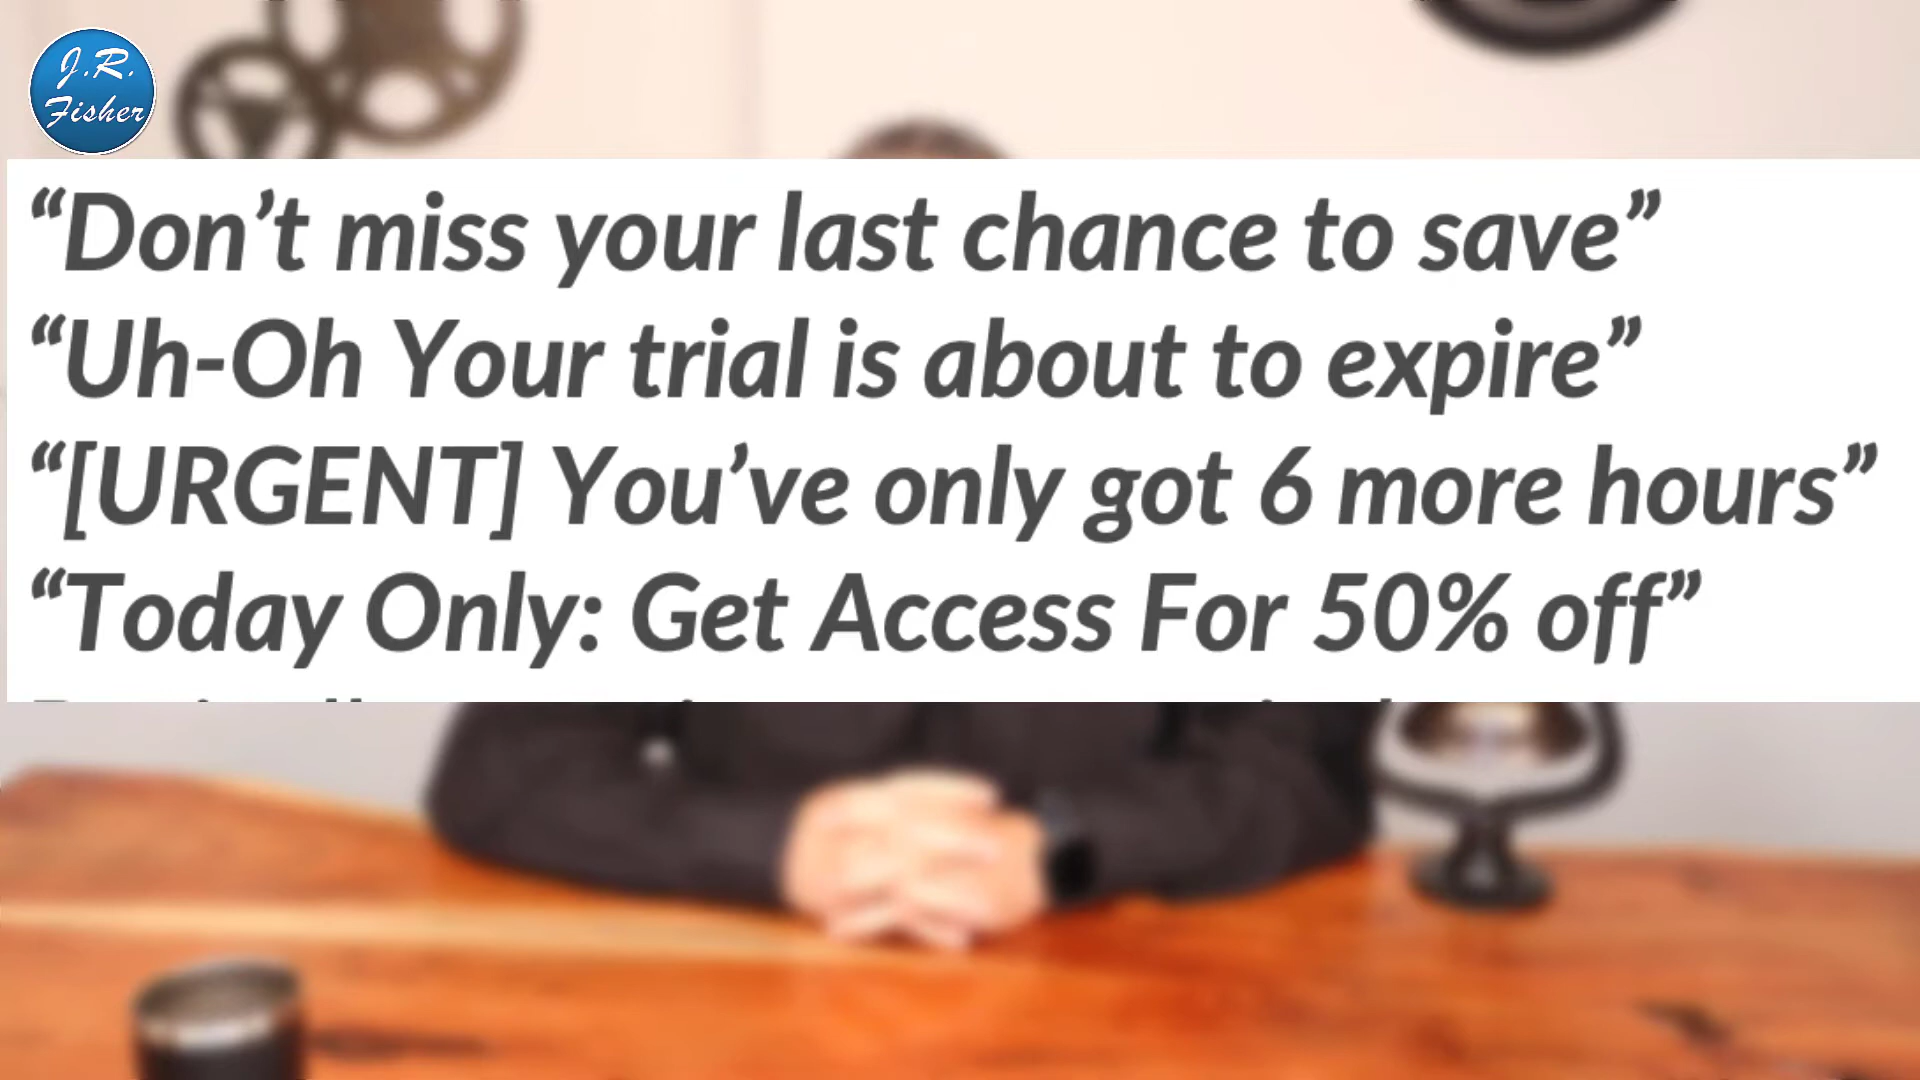 J.R.
Fisher
“Don’t miss your last chance to save”
“Uh-Oh Your trial is about to expire”
“[URGENT] You’ve only got 6 more hours”
“Today Only: Get Access For 50% off”